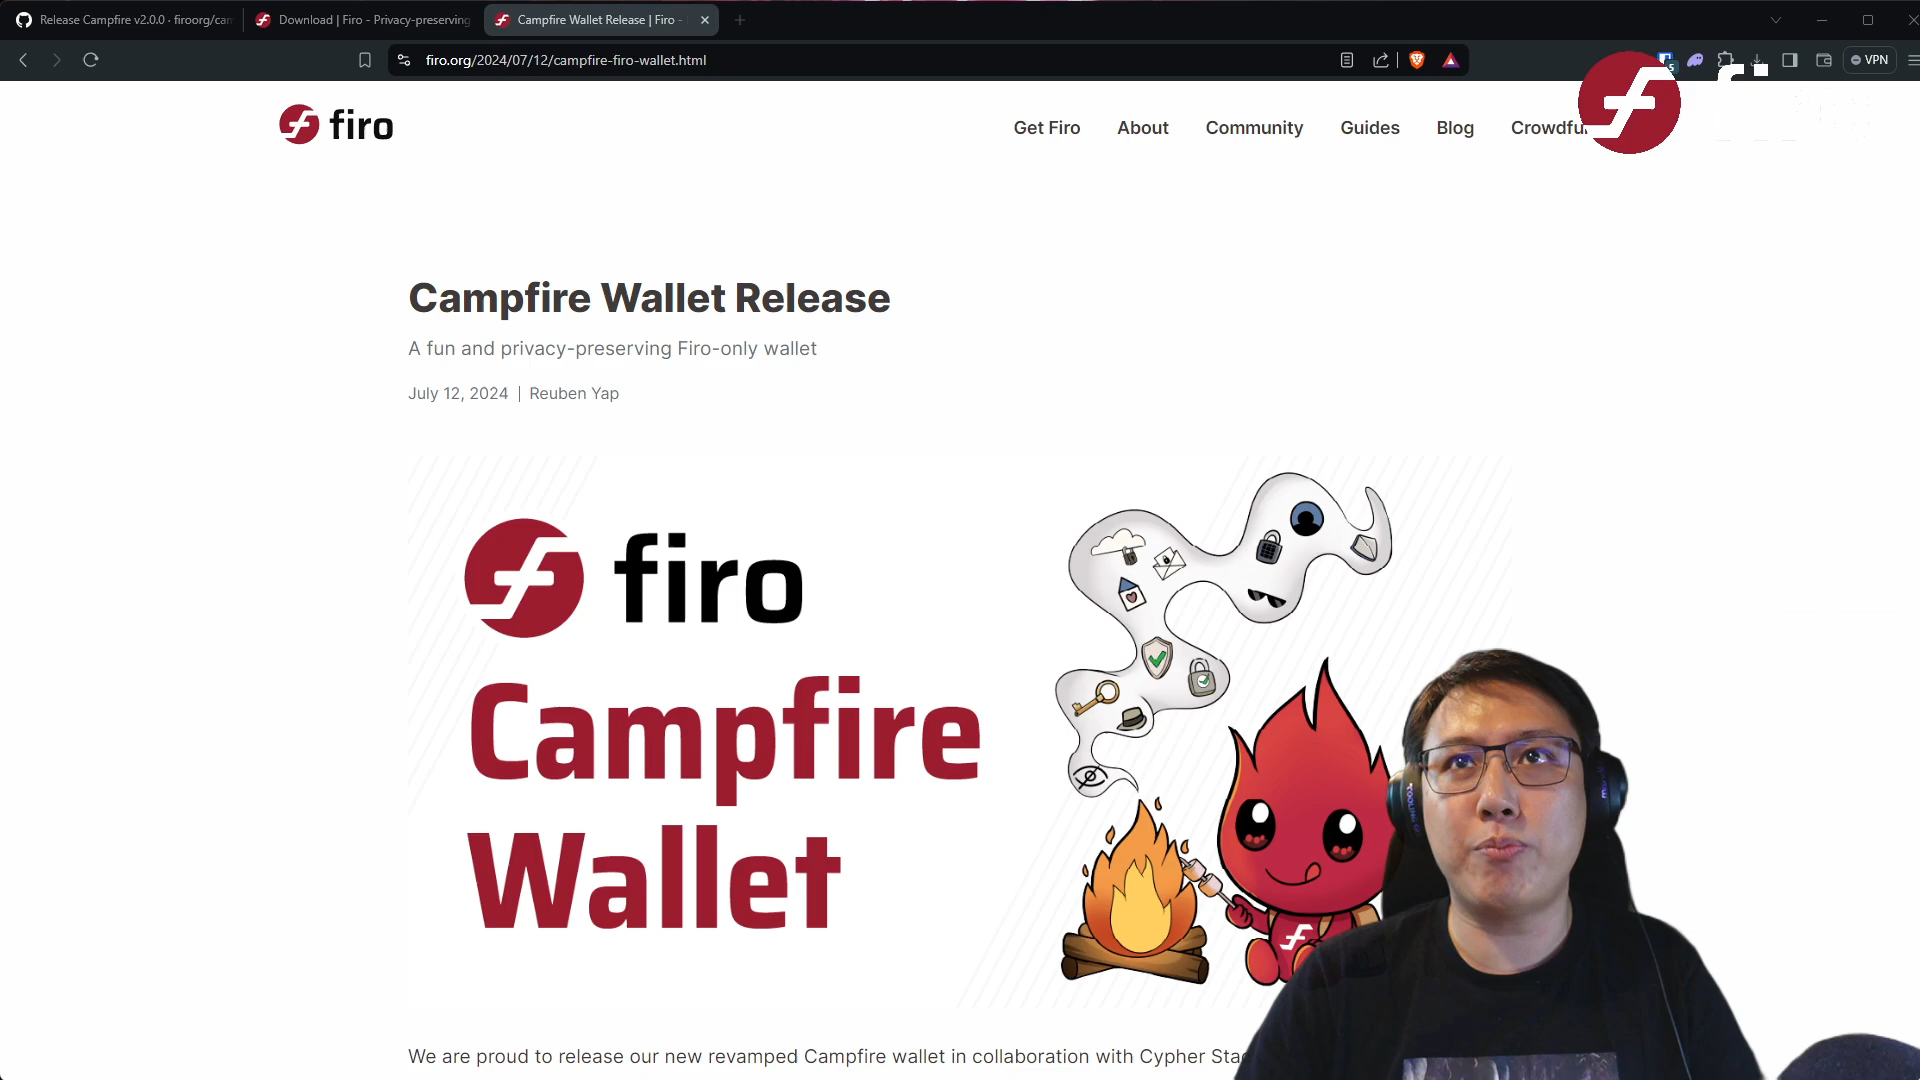 Release Campfire v2.0.0 · firoorg/cam
Download | Firo - Privacy-preserving
Campfire Wallet Release | Firo -
firo.org/2024/07/12/campfire-firo-wallet.html
VPN
firo
Get Firo
About
Community
Guides
Blog
Crowdfu
Campfire Wallet Release
A fun and privacy-preserving Firo-only wallet
July 12, 2024 | Reuben Yap
firo
Campfire
Wallet
We are proud to release our new revamped Campfire wallet in collaboration with Cypher Sta